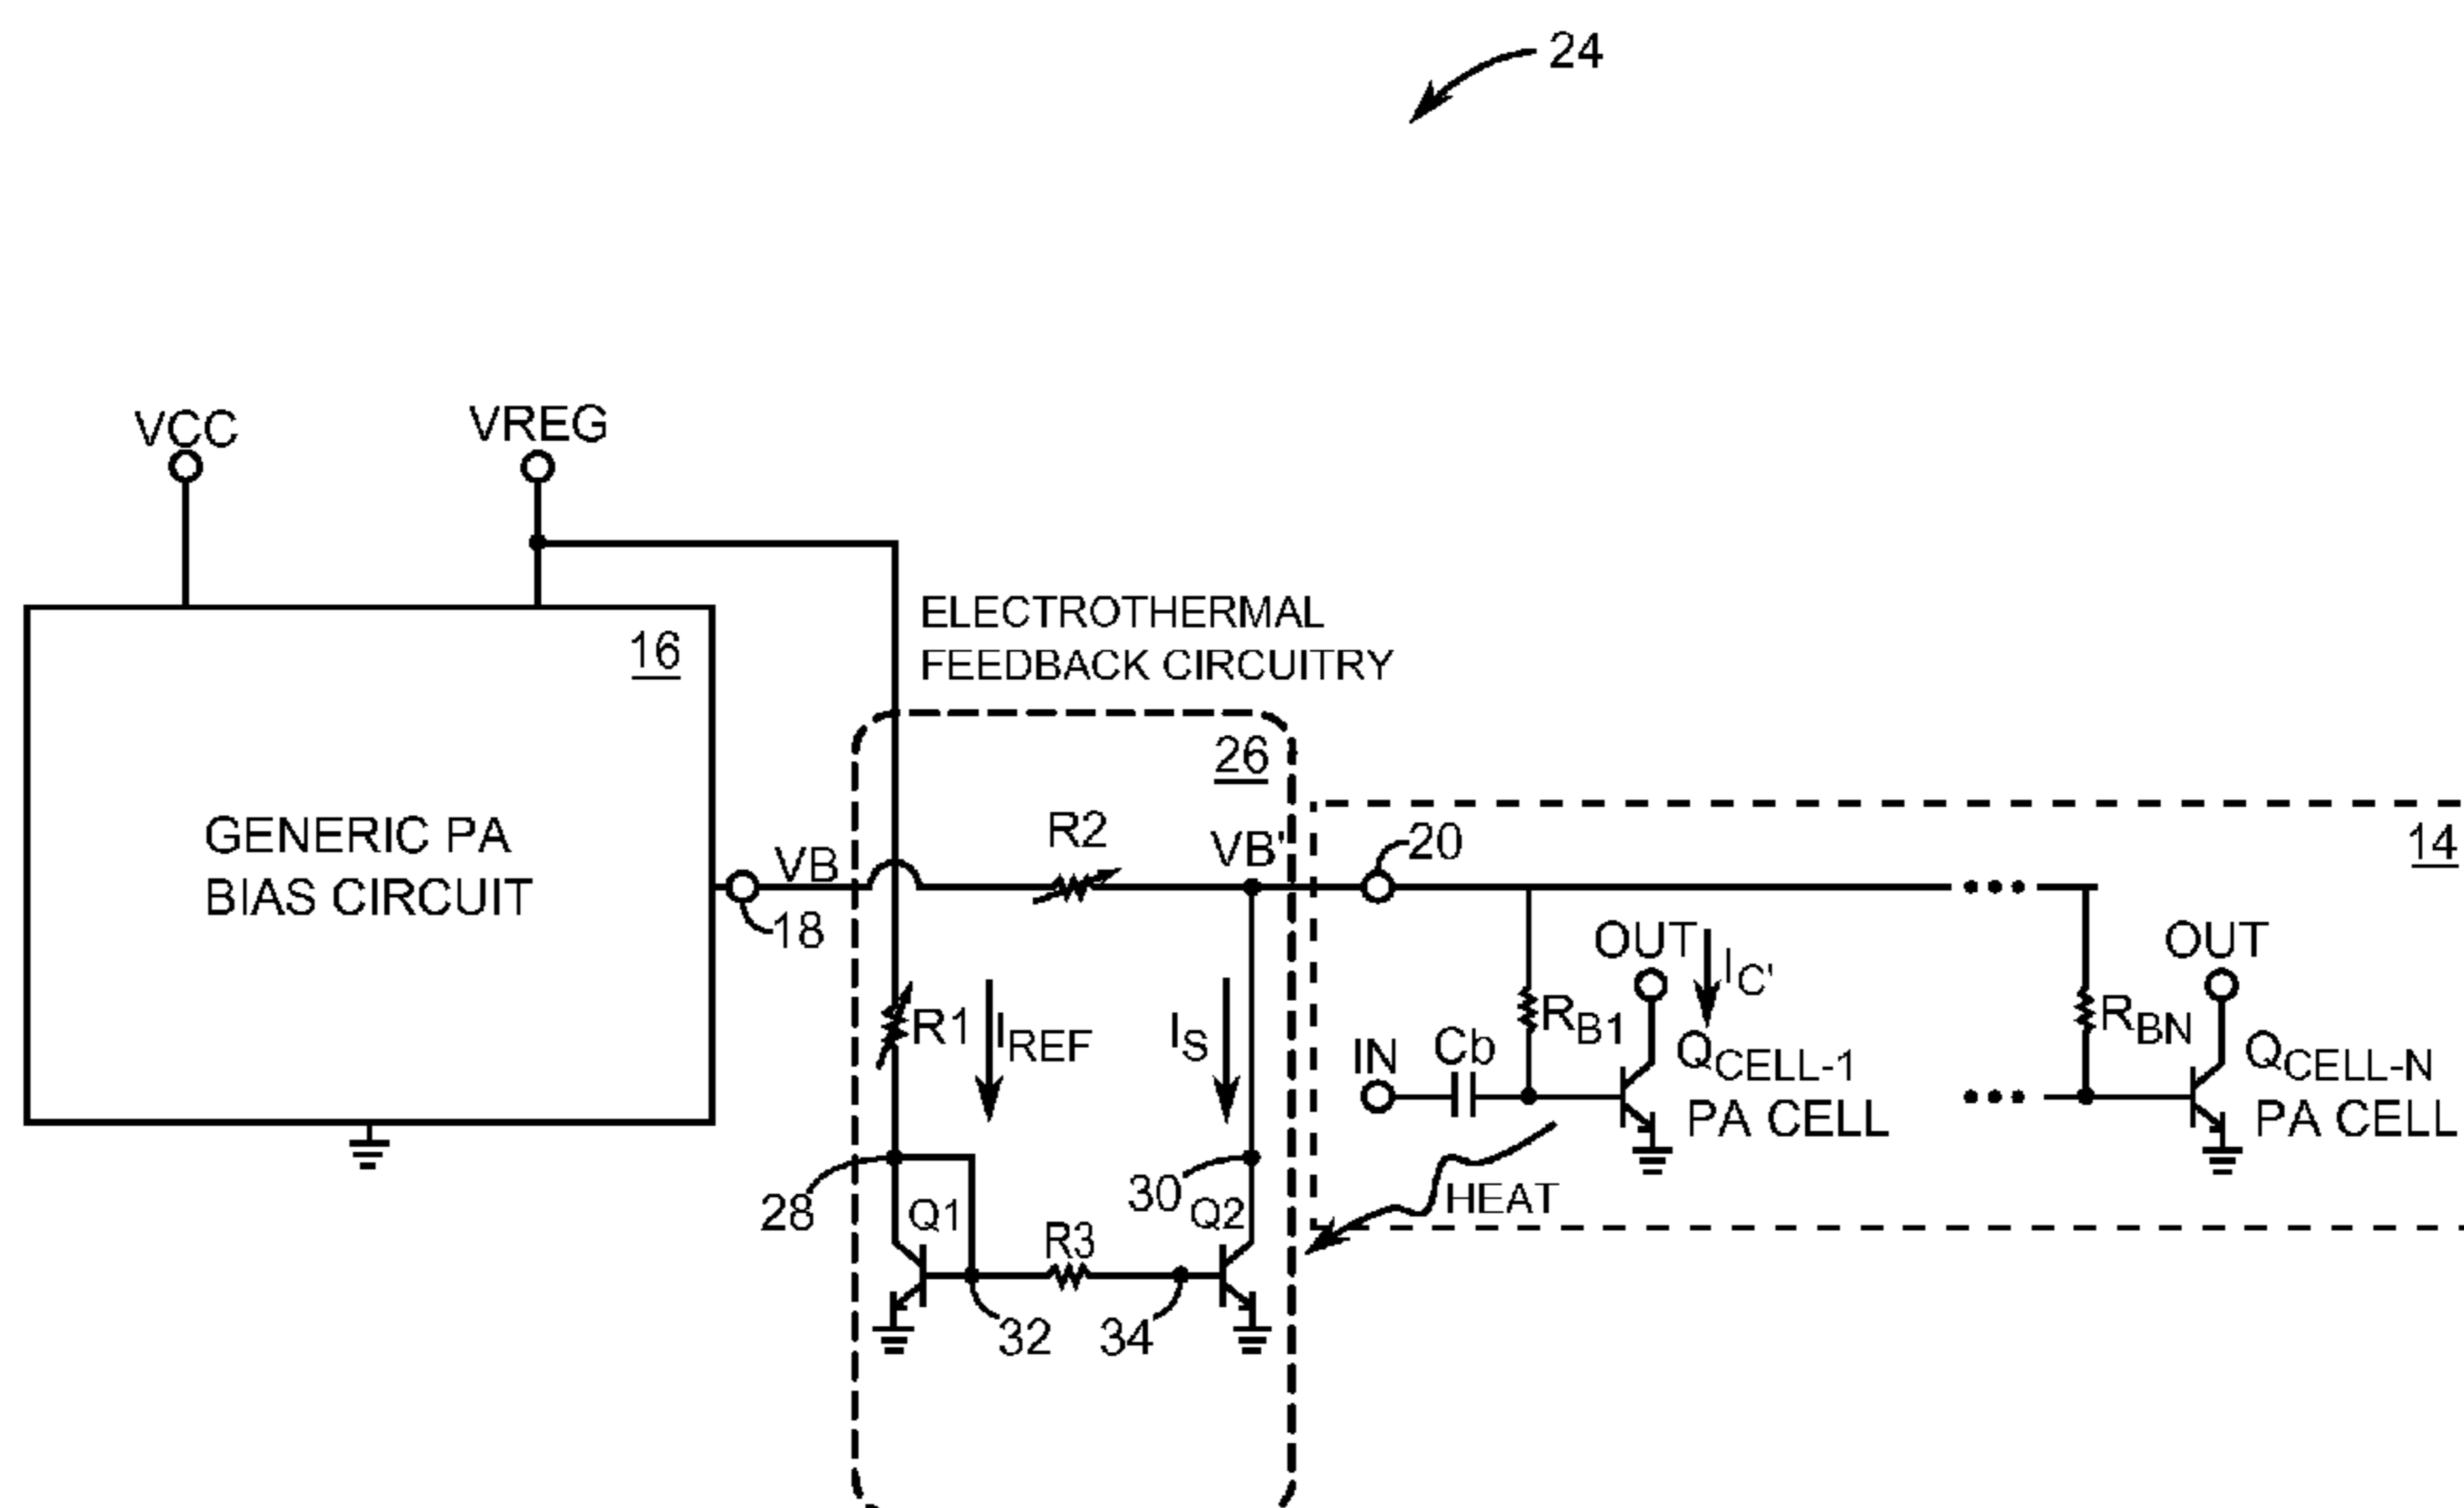 24
VCC
VREG
ELECTROTHERMAL
FEEDBACK CIRCUITRY
16
26
GENERIC PA
BIAS CIRCUIT
VB
18
R2
VB'
20
14
R1
IREF
IS
OUT
IC'
RB1
IN
Cb
QCELL-1
PA CELL
OUT
RBN
QCELL-N
PA CELL
28
Q1
R3
30
Q2
HEAT
32
34